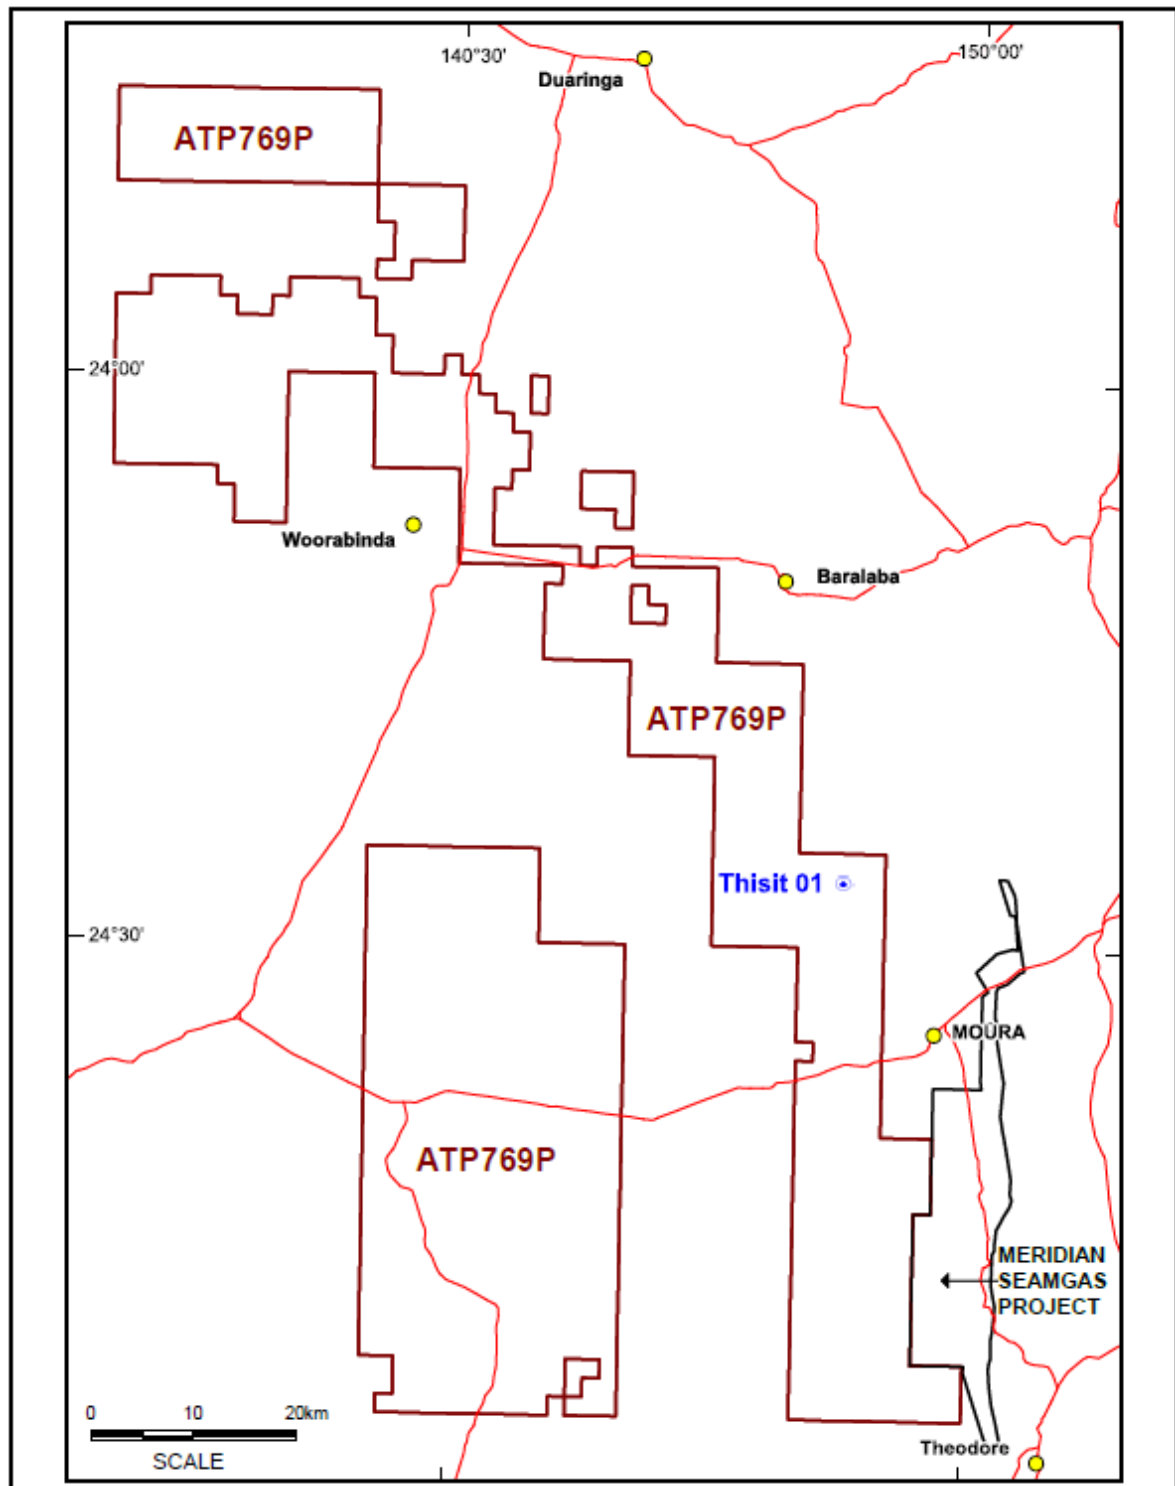 140°30'
150°00'
Duaringa
ATP769P
24°00'
Woorabinda
Baralaba
ATP769P
Thisit 01
24°30'
MOURA
ATP769P
MERIDIAN
SEAMGAS
PROJECT
0 10 20km
SCALE
Theodore